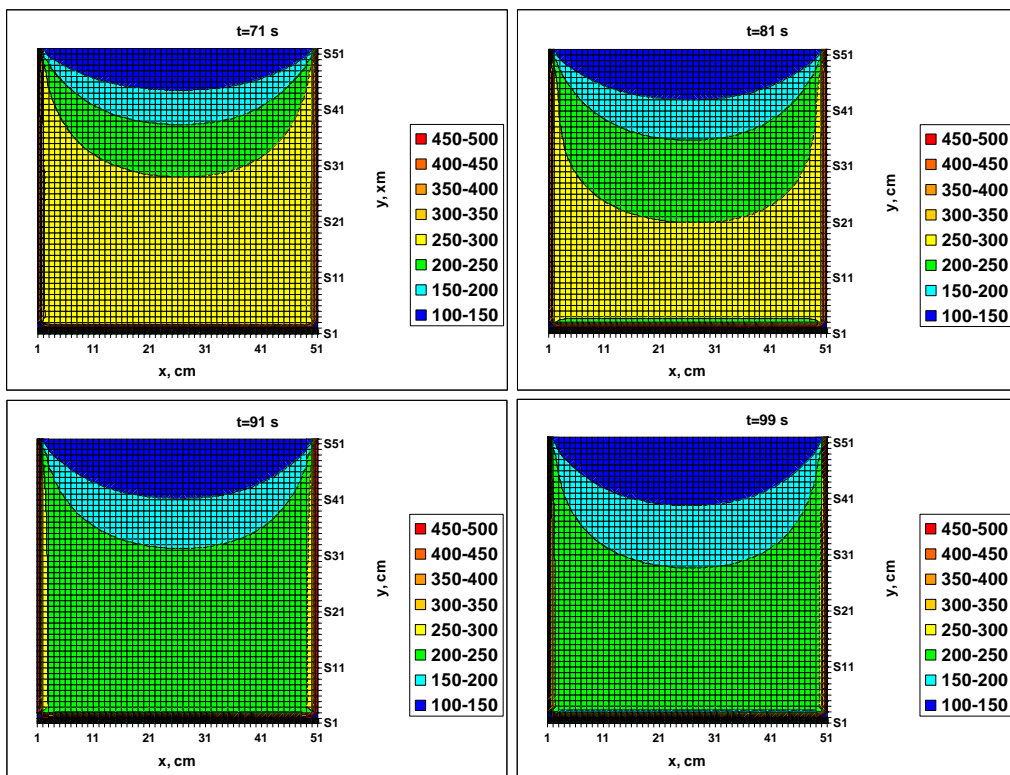 t=71 s
S51
S41
S31
S21
S11
S1
1 11 21 31 41 51
x, cm
y, xm
450-500
400-450
350-400
300-350
250-300
200-250
150-200
100-150
t=81 s
S51
S41
S31
S21
S11
S1
1 11 21 31 41 51
x, cm
y, cm
450-500
400-450
350-400
300-350
250-300
200-250
150-200
100-150
t=91 s
S51
S41
S31
S21
S11
S1
1 11 21 31 41 51
x, cm
y, cm
450-500
400-450
350-400
300-350
250-300
200-250
150-200
100-150
t=99 s
S51
S41
S31
S21
S11
S1
1 11 21 31 41 51
x, cm
y, cm
450-500
400-450
350-400
300-350
250-300
200-250
150-200
100-150